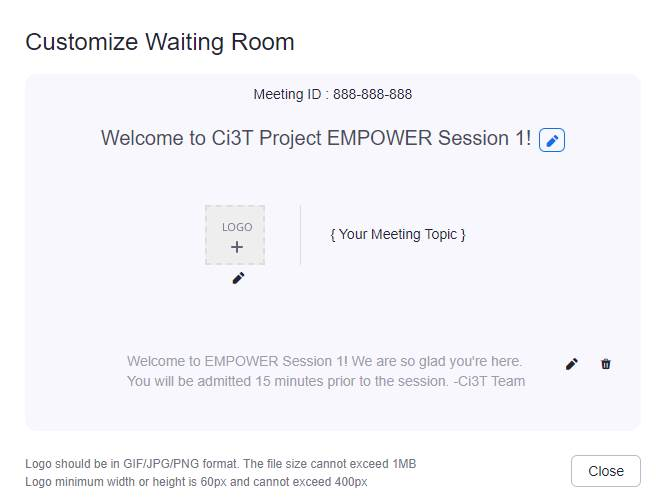 Customize Waiting Room
Meeting ID : 888-888-888
Welcome to Ci3T Project EMPOWER Session 1!
LOGO
+
{ Your Meeting Topic }
Welcome to EMPOWER Session 1! We are so glad you're here.
You will be admitted 15 minutes prior to the session. -Ci3T Team
Logo should be in GIF/JPG/PNG format. The file size cannot exceed 1MB
Logo minimum width or height is 60px and cannot exceed 400px
Close